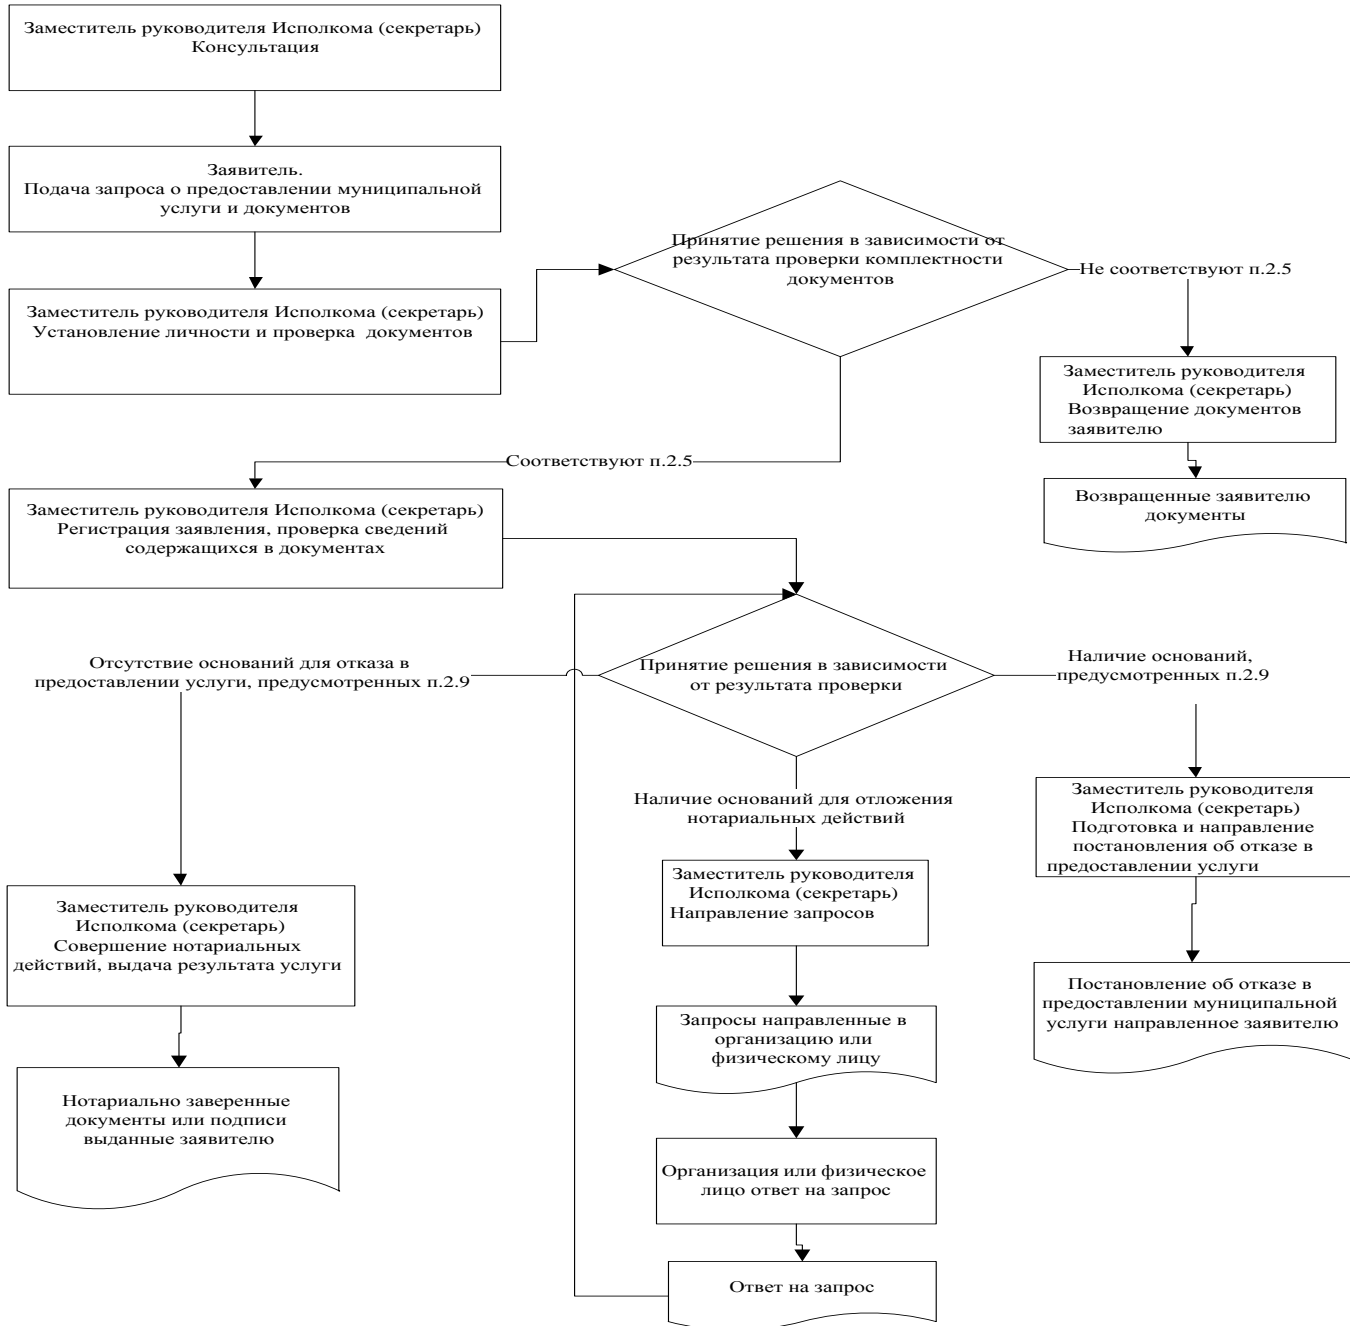 Заместитель руководителя Исполкома (секретарь)
Консультация
Заявитель.
Подача запроса о предоставлении муниципальной
услуги и документов
Заместитель руководителя Исполкома (секретарь)
Установление личности и проверка документов
Принятие решения в зависимости от
результата проверки комплектности
документов
Не соответствуют п.2.5
Заместитель руководителя
Исполкома (секретарь)
Возвращение документов
заявителю
Возвращенные заявителю
документы
Соответствуют п.2.5
Заместитель руководителя Исполкома (секретарь)
Регистрация заявления, проверка сведений
содержащихся в документах
Принятие решения в зависимости
от результата проверки
Отсутствие оснований для отказа в
предоставлении услуги, предусмотренных п.2.9
Наличие оснований,
предусмотренных п.2.9
Наличие оснований для отложения
нотариальных действий
Заместитель руководителя
Исполкома (секретарь)
Подготовка и направление
постановления об отказе в
предоставлении услуги
Заместитель руководителя
Исполкома (секретарь)
Совершение нотариальных
действий, выдача результата услуги
Заместитель руководителя
Исполкома (секретарь)
Направление запросов
Постановление об отказе в
предоставлении муниципальной
услуги направленное заявителю
Запросы направленные в
организацию или
физическому лицу
Нотариально заверенные
документы или подписи
выданные заявителю
Организация или физическое
лицо ответ на запрос
Ответ на запрос